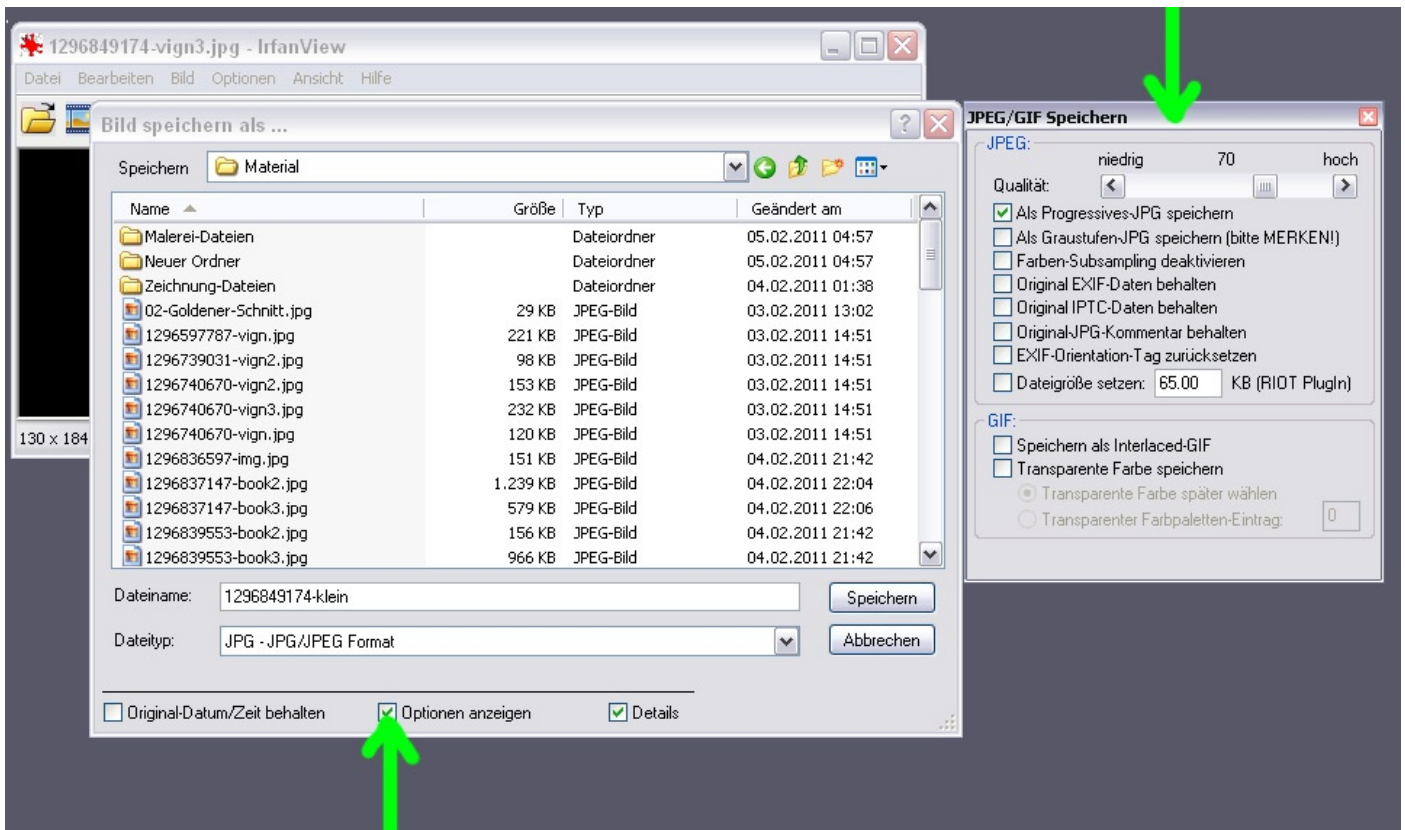 1296849174-vign3.jpg - IrfanView
Datei Bearbeiten Bild Optionen Ansicht Hilfe
130 x 184
Bild speichern als ...
Speichern Material
Name Größe Typ Geändert am
Malerei-Dateien Dateiordner 05.02.2011 04:57
Neuer Ordner Dateiordner 05.02.2011 04:57
Zeichnung-Dateien Dateiordner 04.02.2011 01:38
02-Goldener-Schnitt.jpg 29 KB JPEG-Bild 03.02.2011 13:02
1296597787-vign.jpg 221 KB JPEG-Bild 03.02.2011 14:51
1296739031-vign2.jpg 98 KB JPEG-Bild 03.02.2011 14:51
1296740670-vign2.jpg 153 KB JPEG-Bild 03.02.2011 14:51
1296740670-vign3.jpg 232 KB JPEG-Bild 03.02.2011 14:51
1296740670-vign.jpg 120 KB JPEG-Bild 03.02.2011 14:51
1296836597-img.jpg 151 KB JPEG-Bild 04.02.2011 21:42
1296837147-book2.jpg 1.239 KB JPEG-Bild 04.02.2011 22:04
1296837147-book3.jpg 579 KB JPEG-Bild 04.02.2011 22:06
1296839553-book2.jpg 156 KB JPEG-Bild 04.02.2011 21:42
1296839553-book3.jpg 966 KB JPEG-Bild 04.02.2011 21:42
Dateiname: 1296849174-klein Speichern
Dateityp: JPG - JPG/JPEG Format Abbrechen
Original-Datum/Zeit behalten Optionen anzeigen Details
JPEG/GIF Speichern
JPEG:
niedrig 70 hoch
Qualität:
Als Progressives-JPG speichern
Als Graustufen-JPG speichern (bitte MERKEN!)
Farben-Subsampling deaktivieren
Original EXIF-Daten behalten
Original IPTC-Daten behalten
Original-JPG-Kommentar behalten
EXIF-Orientation-Tag zurücksetzen
Dateigröße setzen: 65.00 KB (RIOT PlugIn)
GIF:
Speichern als Interlaced-GIF
Transparente Farbe speichern
Transparente Farbe später wählen
Transparenter Farbpaletten-Eintrag: 0